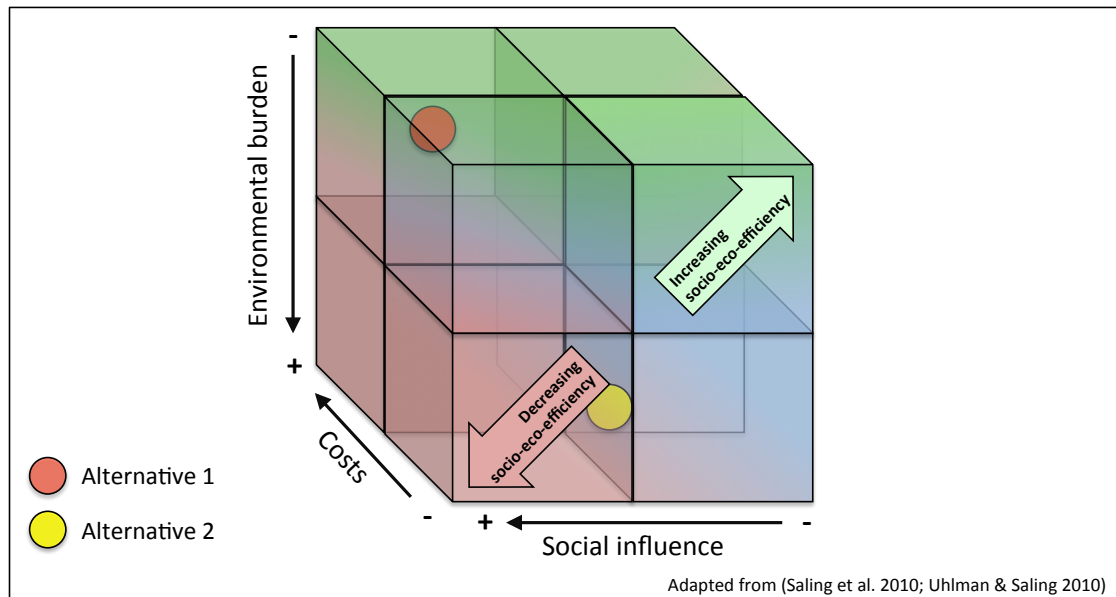 -
Environmental burden
+
Costs
-
+
-
Social influence
Increasing
socio-eco-efficiency
Decreasing
socio-eco-efficiency
Alternative 1
Alternative 2
Adapted from (Saling et al. 2010; Uhlman & Saling 2010)